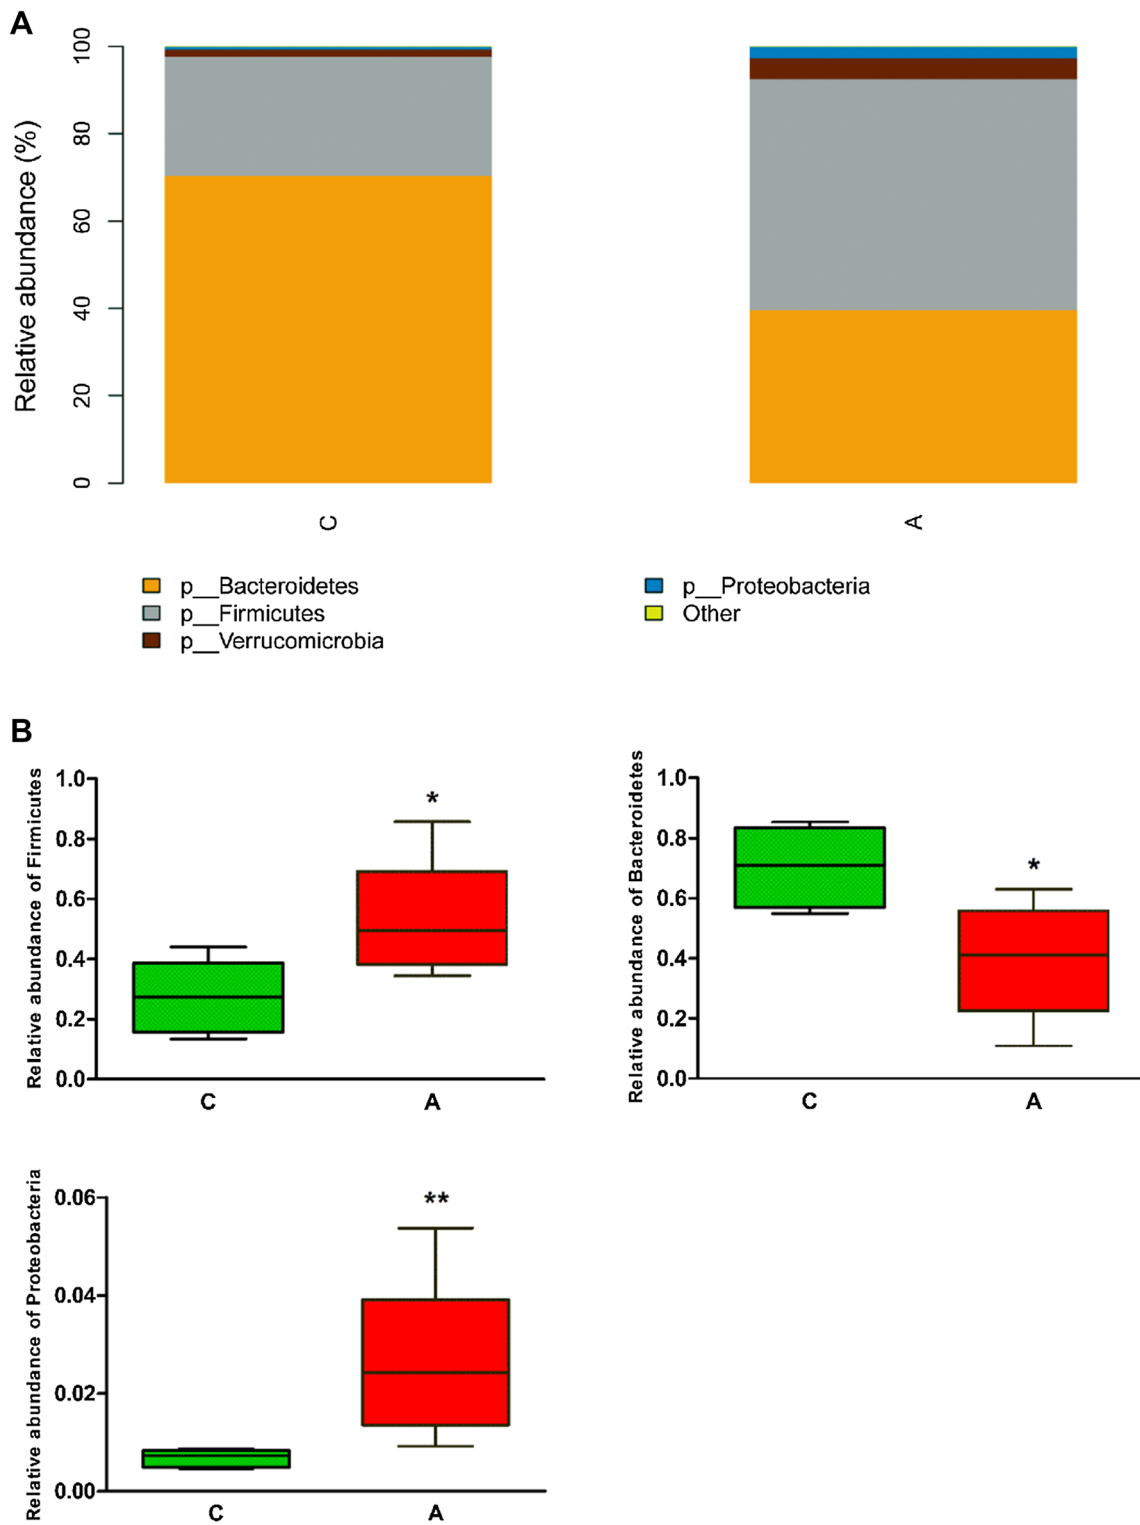 A
Relative abundance (%)
100
80
60
40
20
0
C
A
p__Bacteroidetes
p__Firmicutes
p__Verrucomicrobia
p__Proteobacteria
Other
B
Relative abundance of Firmicutes
1.0
0.8
0.6
0.4
0.2
0.0
*
C
A
Relative abundance of Bacteroidetes
1.0
0.8
0.6
0.4
0.2
0.0
*
C
A
Relative abundance of Proteobacteria
0.06
0.04
0.02
0.00
**
C
A